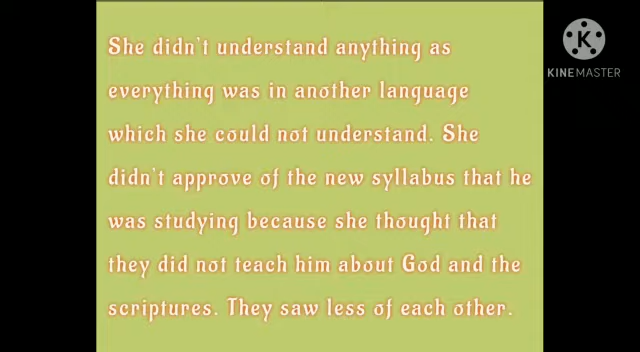 She didn't understand anything as
everything was in another language
which she could not understand. She
didn't approve of the new syllabus that he
was studying because she thought that
they did not teach him about God and the
scriptures. They saw less of each other.
K
KINEMASTER